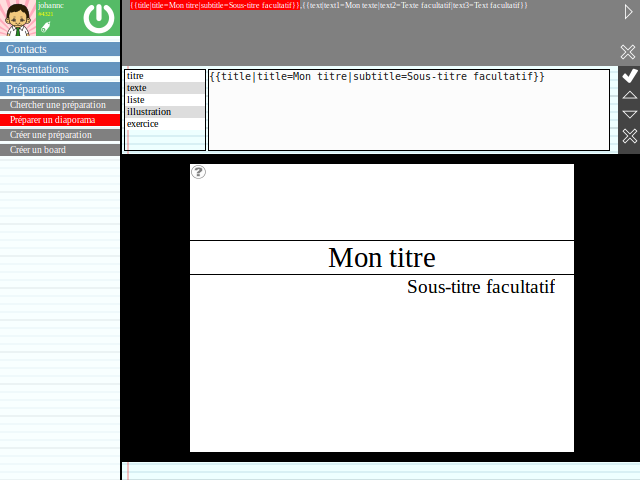 johannc
{{title|title=Mon titre|subtitle=Sous-titre facultatif}},{{text|text1=Mon texte|text2=Texte facultatif|text3=Text facultatif}}
Contacts
Présentations
Préparations
Chercher une préparation
Préparer un diaporama
Créer une préparation
Créer un board
titre
texte
liste
illustration
exercice
{{title|title=Mon titre|subtitle=Sous-titre facultatif}}
?
Mon titre
Sous-titre facultatif